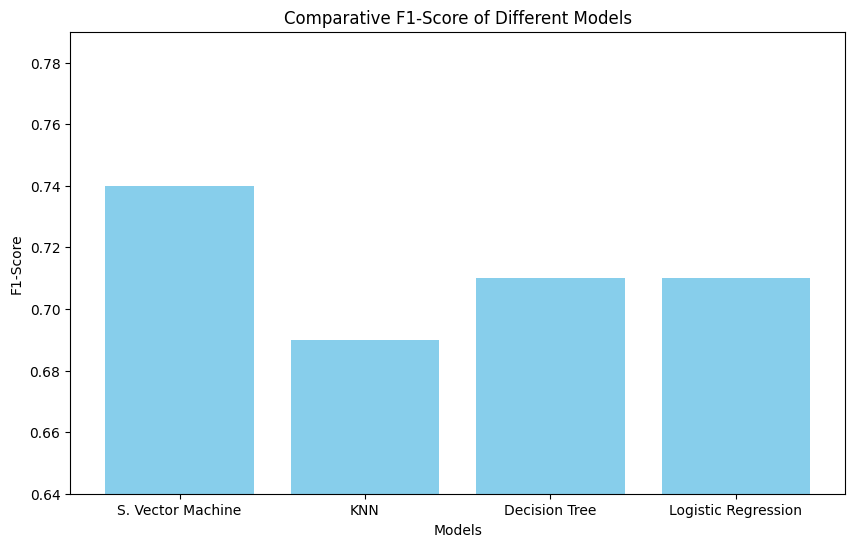 Comparative F1-Score of Different Models
0.78
0.76
0.74
0.72
0.70
0.68
0.66
0.64
F1-Score
S. Vector Machine
KNN
Decision Tree
Logistic Regression
Models